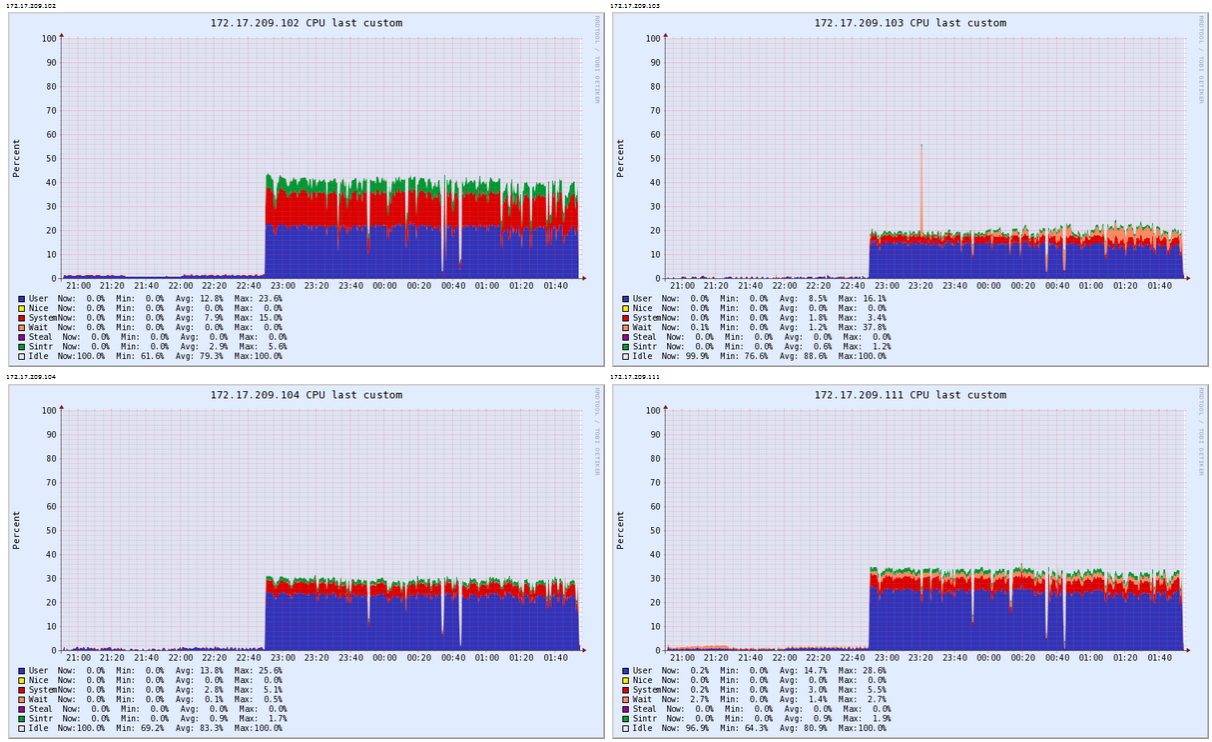 172.17.209.102
172.17.209.102 CPU last custom
RRDTOOL / TOBI OETIKER
Percent
100
90
80
70
60
50
40
30
20
10
0
21:00 21:20 21:40 22:00 22:20 22:40 23:00 23:20 23:40 00:00 00:20 00:40 01:00 01:20 01:40
User Now: 0.0% Min: 0.0% Avg: 12.8% Max: 23.6%
Nice Now: 0.0% Min: 0.0% Avg: 0.0% Max: 0.0%
SystemNow: 0.0% Min: 0.0% Avg: 7.9% Max: 15.0%
Wait Now: 0.0% Min: 0.0% Avg: 0.0% Max: 0.0%
Steal Now: 0.0% Min: 0.0% Avg: 0.0% Max: 0.0%
Sintr Now: 0.0% Min: 0.0% Avg: 2.9% Max: 5.6%
Idle Now:100.0% Min: 61.6% Avg: 79.3% Max:100.0%
172.17.209.103
172.17.209.103 CPU last custom
RRDTOOL / TOBI OETIKER
Percent
100
90
80
70
60
50
40
30
20
10
0
21:00 21:20 21:40 22:00 22:20 22:40 23:00 23:20 23:40 00:00 00:20 00:40 01:00 01:20 01:40
User Now: 0.0% Min: 0.0% Avg: 8.5% Max: 16.1%
Nice Now: 0.0% Min: 0.0% Avg: 0.0% Max: 0.0%
SystemNow: 0.0% Min: 0.0% Avg: 1.8% Max: 3.4%
Wait Now: 0.1% Min: 0.0% Avg: 1.2% Max: 37.8%
Steal Now: 0.0% Min: 0.0% Avg: 0.0% Max: 0.0%
Sintr Now: 0.0% Min: 0.0% Avg: 0.6% Max: 1.2%
Idle Now: 99.9% Min: 76.6% Avg: 88.6% Max:100.0%
172.17.209.104
172.17.209.104 CPU last custom
RRDTOOL / TOBI OETIKER
Percent
100
90
80
70
60
50
40
30
20
10
0
21:00 21:20 21:40 22:00 22:20 22:40 23:00 23:20 23:40 00:00 00:20 00:40 01:00 01:20 01:40
User Now: 0.0% Min: 0.0% Avg: 13.8% Max: 25.6%
Nice Now: 0.0% Min: 0.0% Avg: 0.0% Max: 0.0%
SystemNow: 0.0% Min: 0.0% Avg: 2.8% Max: 5.1%
Wait Now: 0.0% Min: 0.0% Avg: 0.1% Max: 0.5%
Steal Now: 0.0% Min: 0.0% Avg: 0.0% Max: 0.0%
Sintr Now: 0.0% Min: 0.0% Avg: 0.9% Max: 1.7%
Idle Now:100.0% Min: 69.2% Avg: 83.3% Max:100.0%
172.17.209.111
172.17.209.111 CPU last custom
RRDTOOL / TOBI OETIKER
Percent
100
90
80
70
60
50
40
30
20
10
0
21:00 21:20 21:40 22:00 22:20 22:40 23:00 23:20 23:40 00:00 00:20 00:40 01:00 01:20 01:40
User Now: 0.2% Min: 0.0% Avg: 14.7% Max: 28.6%
Nice Now: 0.0% Min: 0.0% Avg: 0.0% Max: 0.0%
SystemNow: 0.2% Min: 0.0% Avg: 3.0% Max: 5.5%
Wait Now: 2.7% Min: 0.0% Avg: 1.4% Max: 2.7%
Steal Now: 0.0% Min: 0.0% Avg: 0.0% Max: 0.0%
Sintr Now: 0.0% Min: 0.0% Avg: 0.9% Max: 1.9%
Idle Now: 96.9% Min: 64.3% Avg: 80.9% Max:100.0%